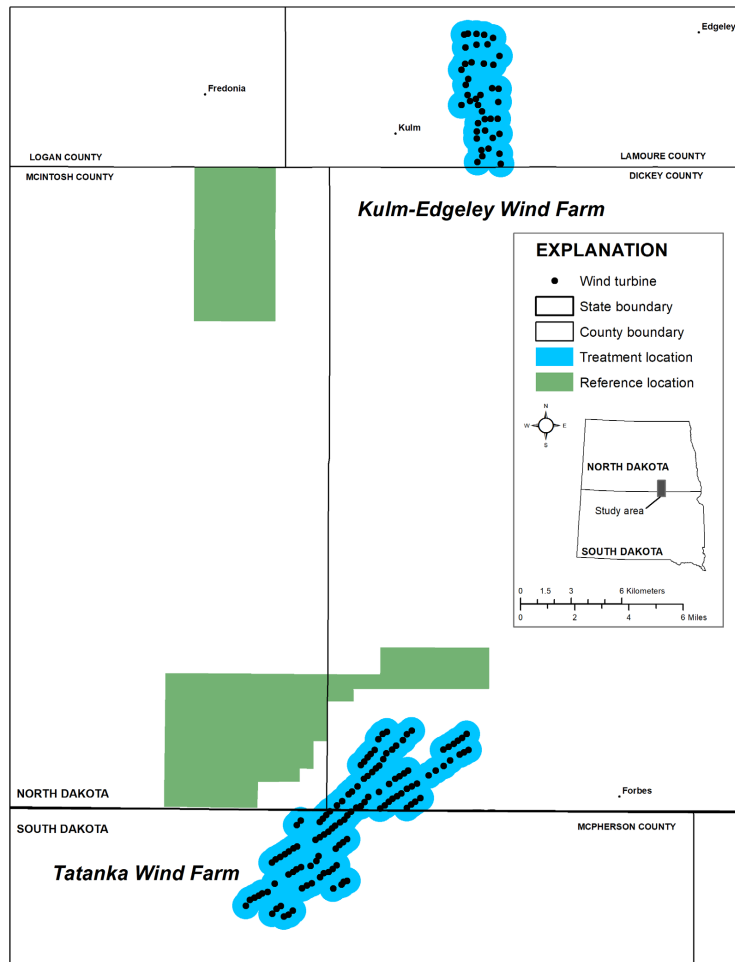 Edgeley
Fredonia
Kulm
LOGAN COUNTY
LAMOURE COUNTY
MCINTOSH COUNTY
DICKEY COUNTY
Kulm-Edgeley Wind Farm
EXPLANATION
Wind turbine
State boundary
County boundary
Treatment location
Reference location
N
W
E
S
NORTH DAKOTA
Study area
SOUTH DAKOTA
0 1.5 3 6 Kilometers
0 2 4 6 Miles
NORTH DAKOTA
Forbes
SOUTH DAKOTA
MCPHERSON COUNTY
Tatanka Wind Farm